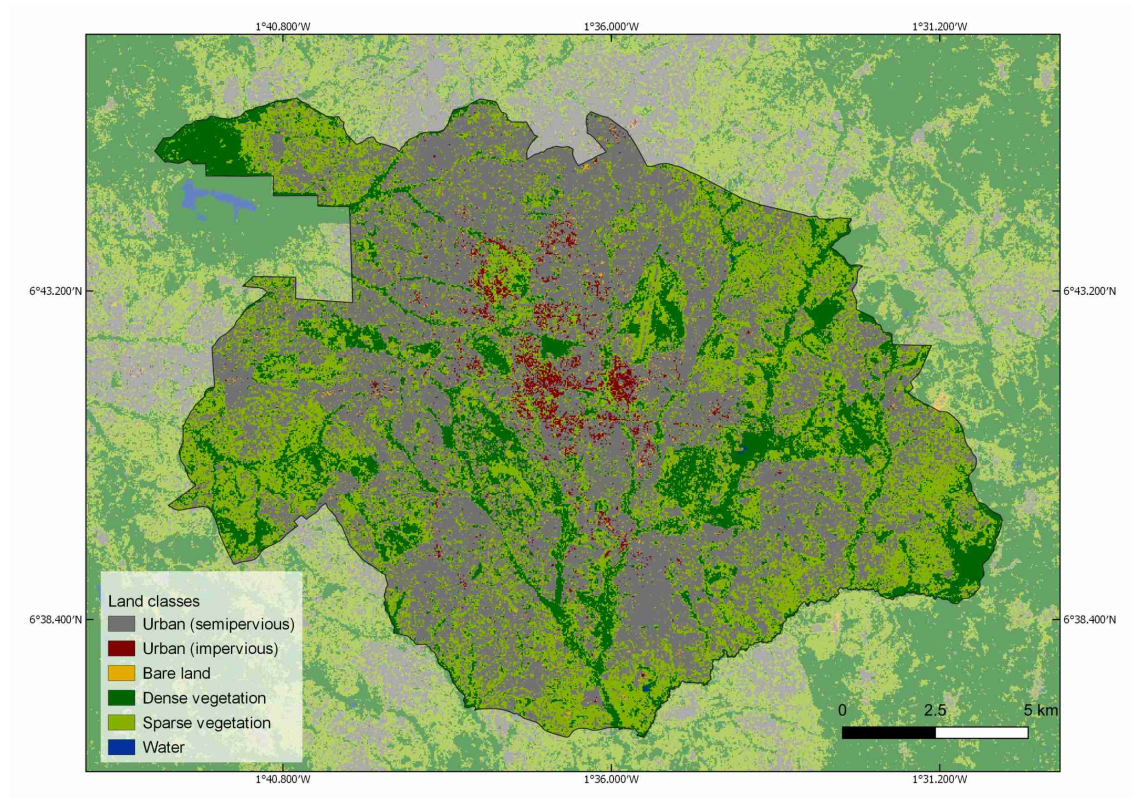 1°40.800′W 1°36.000′W 1°31.200′W
6°43.200′N 6°43.200′N
6°38.400′N 6°38.400′N
Land classes
Urban (semipervious)
Urban (impervious)
Bare land
Dense vegetation
Sparse vegetation
Water
0 2.5 5 km
1°40.800′W 1°36.000′W 1°31.200′W